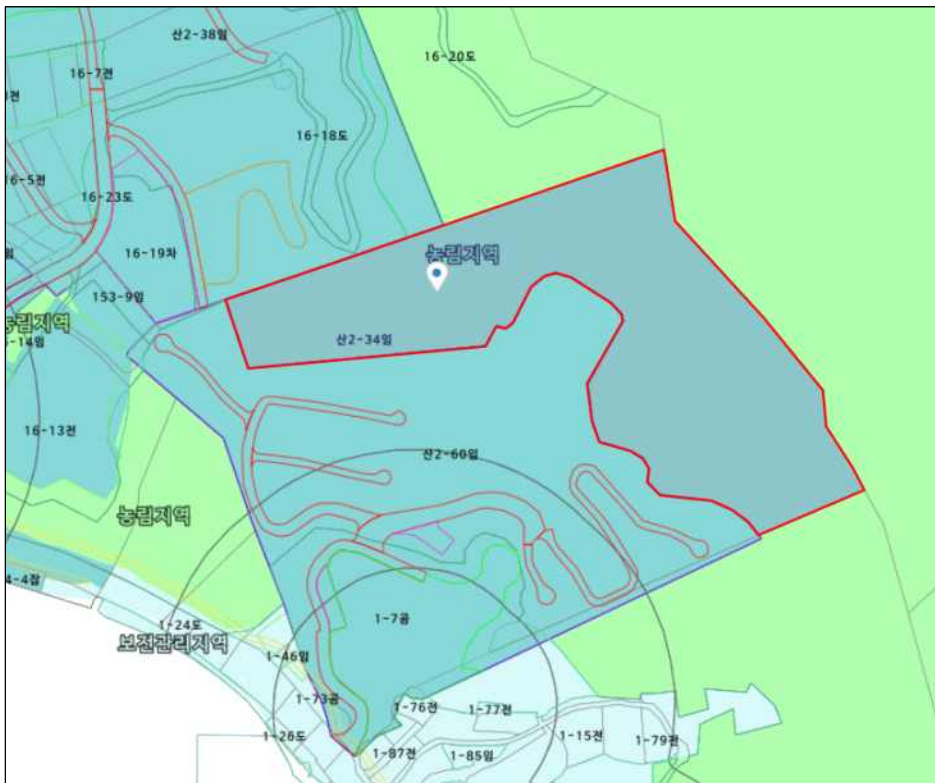 산2-38임
16-20도
16-7전
16-18도
16-5전
16-23도
16-19차
농림지역
153-9임
농림지역
산2-34임
16-13전
산2-60임
농림지역
1-7공
1-24도
보전관리지역
1-46임
1-73공
1-76전
1-77전
1-26도
1-15전
1-79전
1-87전
1-85임